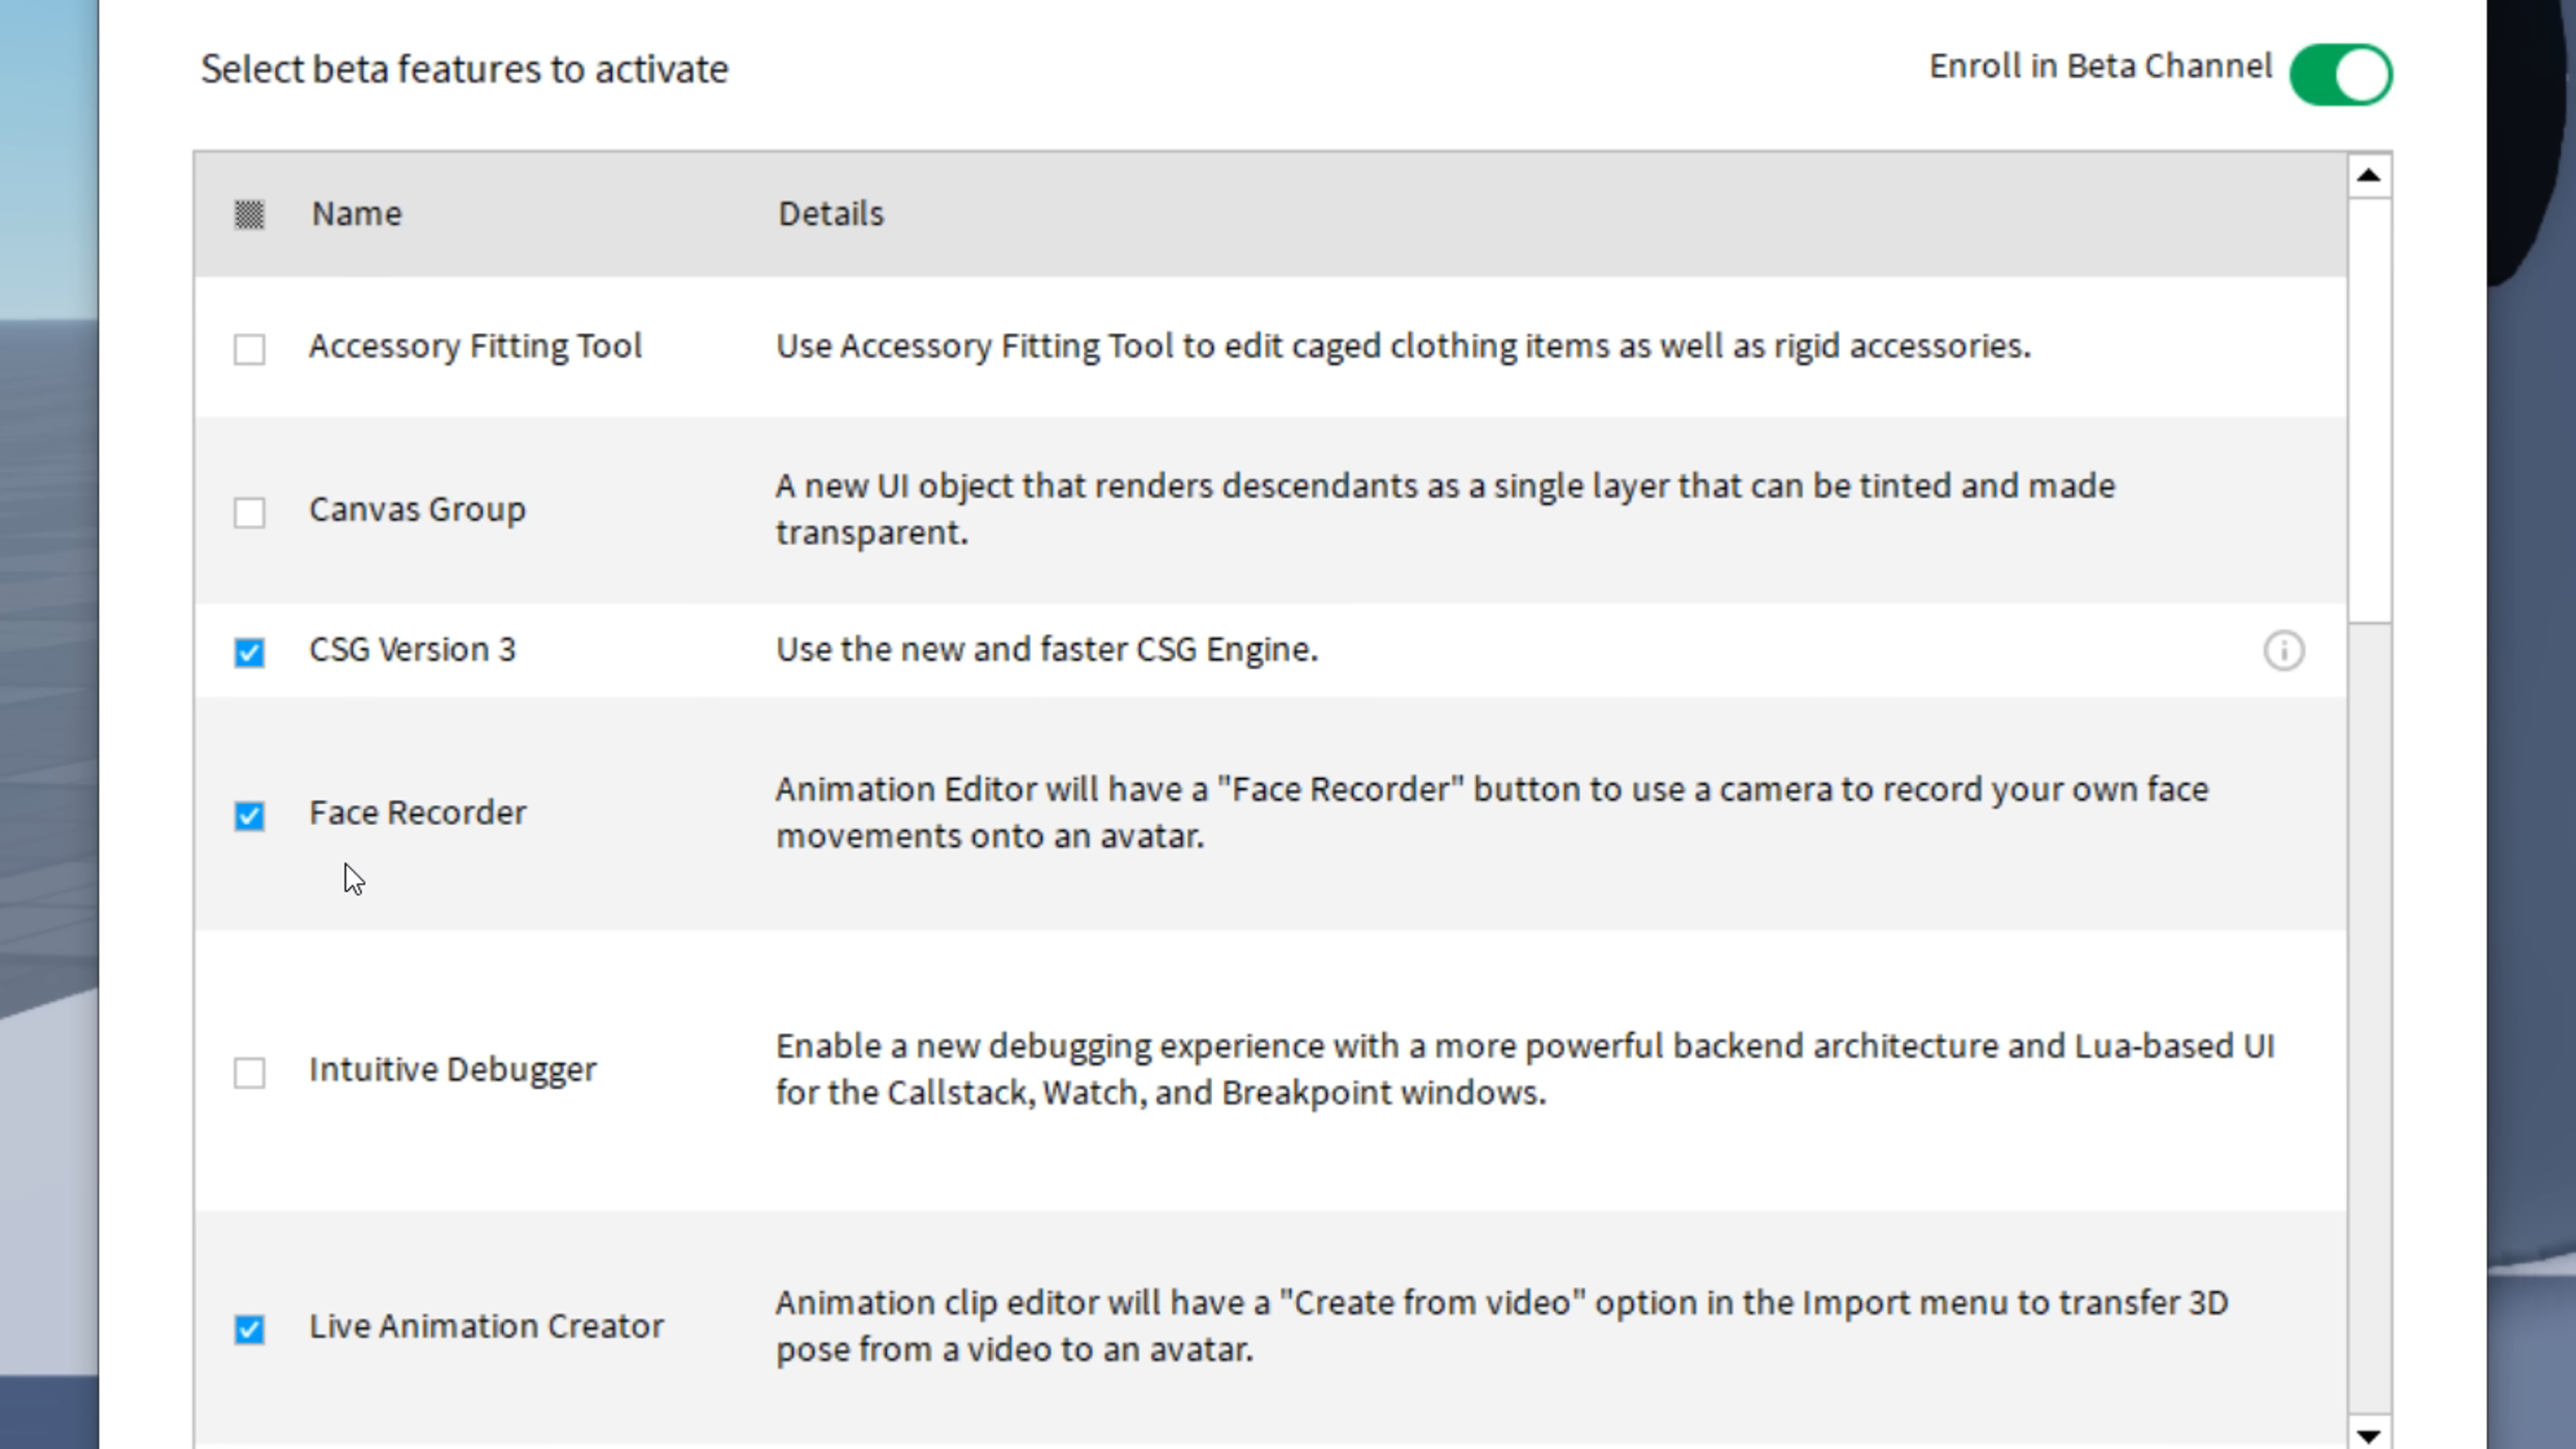 Select beta features to activate
Enroll in Beta Channel
Name
Details
Accessory Fitting Tool
Use Accessory Fitting Tool to edit caged clothing items as well as rigid accessories.
Canvas Group
A new UI object that renders descendants as a single layer that can be tinted and made
transparent.
CSG Version 3
Use the new and faster CSG Engine.
Face Recorder
Animation Editor will have a "Face Recorder" button to use a camera to record your own face
movements onto an avatar.
Intuitive Debugger
Enable a new debugging experience with a more powerful backend architecture and Lua-based UI
for the Callstack, Watch, and Breakpoint windows.
Live Animation Creator
Animation clip editor will have a "Create from video" option in the Import menu to transfer 3D
pose from a video to an avatar.